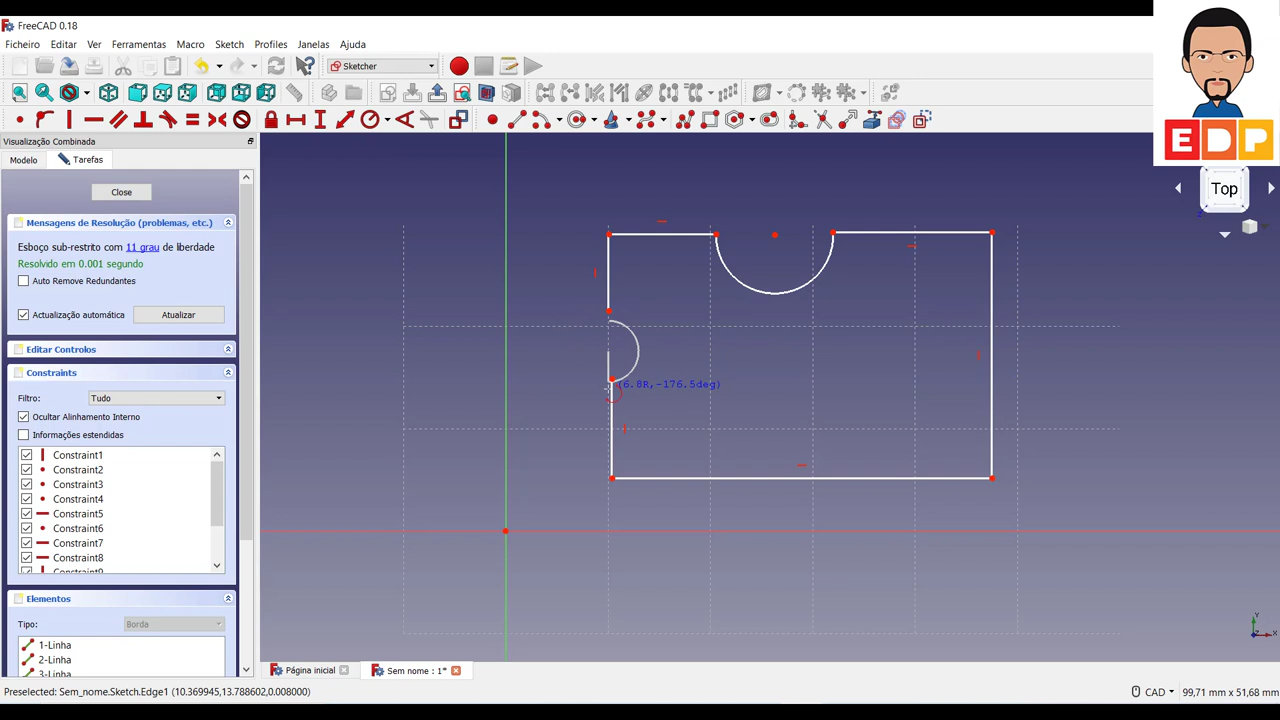 FreeCAD 0.18
Ficheiro Editar Ver Ferramentas Macro Sketch Profiles Janelas Ajuda
Sketcher
EDP
Visualização Combinada
Modelo Tarefas
Close
Mensagens de Resolução (problemas, etc.)
Esboço sub-restrito com 11 grau de liberdade
Resolvido em 0.001 segundo
Auto Remove Redundantes
Actualização automática Atualizar
Editar Controlos
Constraints
Filtro: Tudo
Ocultar Alinhamento Interno
Informações estendidas
Constraint1
Constraint2
Constraint3
Constraint4
Constraint5
Constraint6
Constraint7
Constraint8
Constraint9
Elementos
Tipo: Borda
1-Linha
2-Linha
3-Linha
Top
(6.8R,-176.5deg)
Y
Z
X
Página inicial Sem nome : 1*
Preselected: Sem_nome.Sketch.Edge1 (10.369945,13.788602,0.008000) CAD 99,71 mm x 51,68 mm